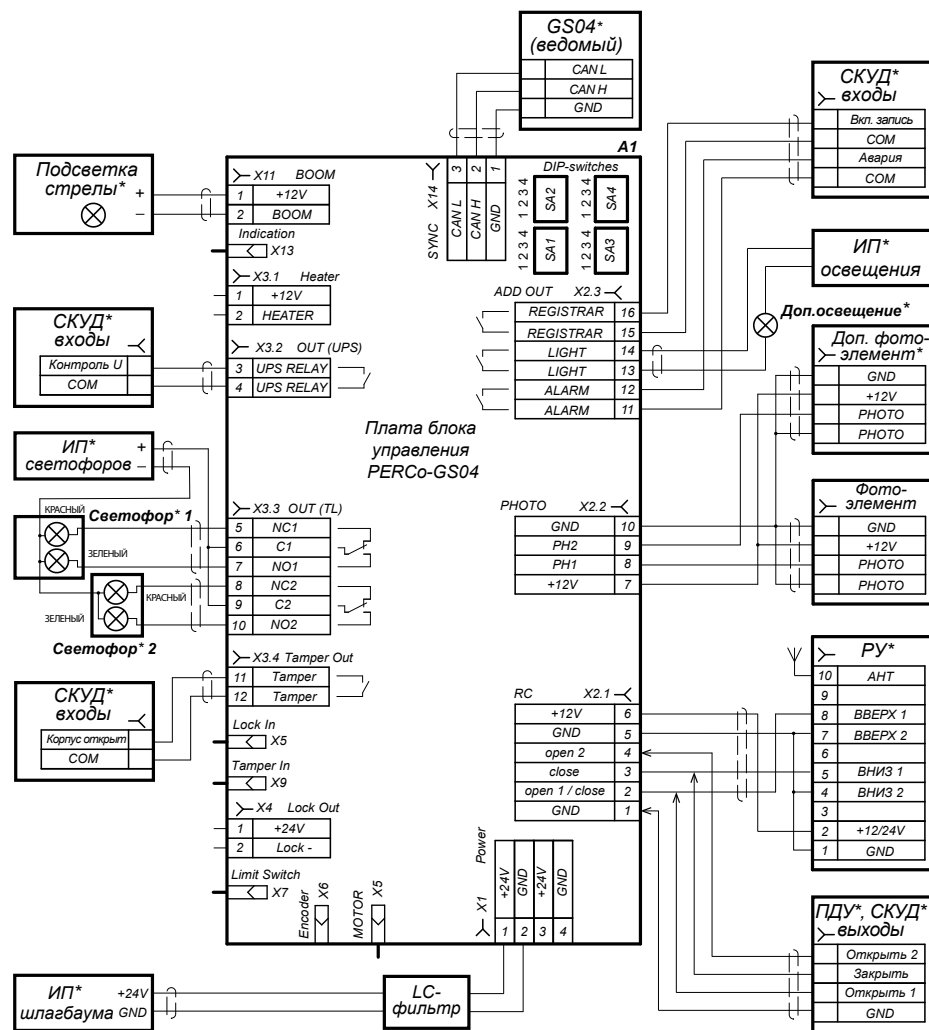 GS04*
(ведомый)
CAN L
CAN H
GND
СКУД*
входы
Вкл. запись
COM
Авария
COM
A1
Подсветка
стрелы*
+
–
X11 BOOM
1 +12V
2 BOOM
Indication
X13
SYNC X14
3 2 1
CAN L
CAN H
GND
DIP-switches
1 2 3 4 SA2
1 2 3 4 SA4
1 2 3 4 SA1
1 2 3 4 SA3
ИП*
освещения
X3.1 Heater
1 +12V
2 HEATER
ADD OUT X2.3
REGISTRAR 16
REGISTRAR 15
LIGHT 14
LIGHT 13
ALARM 12
ALARM 11
Доп.освещение*
СКУД*
входы
Контроль U
COM
X3.2 OUT (UPS)
3 UPS RELAY
4 UPS RELAY
Доп. фото-
элемент*
GND
+12V
PHOTO
PHOTO
Плата блока
управления
PERCo-GS04
ИП*
светофоров
+
–
КРАСНЫЙ
Светофор* 1
ЗЕЛЕНЫЙ
КРАСНЫЙ
ЗЕЛЕНЫЙ
Светофор* 2
X3.3 OUT (TL)
5 NC1
6 C1
7 NO1
8 NC2
9 C2
10 NO2
PHOTO X2.2
GND 10
PH2 9
PH1 8
+12V 7
Фото-
элемент
GND
+12V
PHOTO
PHOTO
X3.4 Tamper Out
11 Tamper
12 Tamper
СКУД*
входы
Корпус открыт
COM
Lock In
X5
Tamper In
X9
RC X2.1
+12V 6
GND 5
open 2 4
close 3
open 1 / close 2
GND 1
РУ*
10 АНТ
9
8 ВВЕРХ 1
7 ВВЕРХ 2
6
5 ВНИЗ 1
4 ВНИЗ 2
3
2 +12/24V
1 GND
X4 Lock Out
1 +24V
2 Lock -
Limit Switch
X7
Encoder
X6
MOTOR
X5
X1 Power
+24V
GND
+24V
GND
1 2 3 4
ПДУ*, СКУД*
выходы
Открыть 2
Закрыть
Открыть 1
GND
ИП*
шлагбаума
+24V
GND
LC-
фильтр